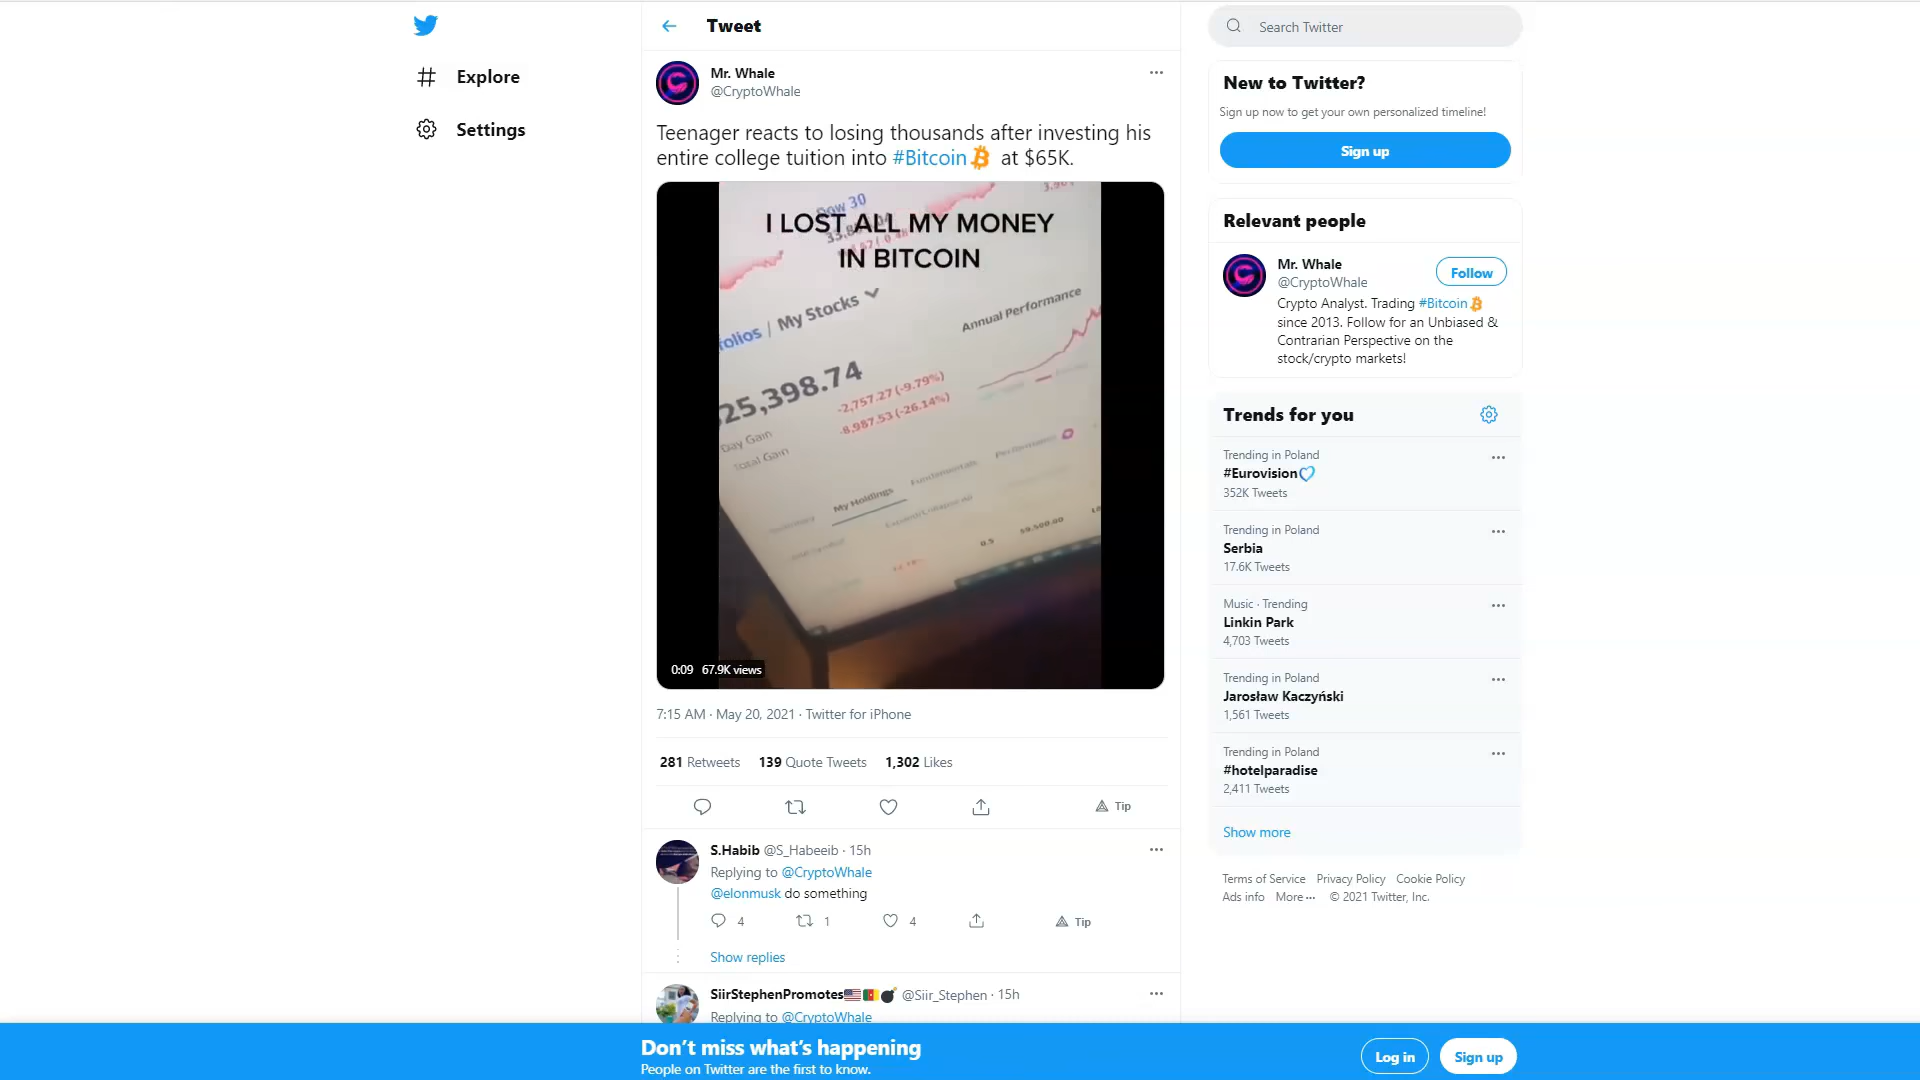 Explore
Settings
Tweet
Mr. Whale
@CryptoWhale
Teenager reacts to losing thousands after investing his
entire college tuition into #Bitcoin at $65K.
Dow 30
I LOST ALL MY MONEY
IN BITCOIN
My Stocks
Annual Performance
25,398.74
-2,757.27 (-9.79%)
-8,987.53 (-26.14%)
Day Gain
Total Gain
My Holdings
Fundamentals
0.5
$9,500.00
0:09 67.9K views
7:15 AM · May 20, 2021 · Twitter for iPhone
281 Retweets 139 Quote Tweets 1,302 Likes
Tip
S.Habib @S_Habeeib · 15h
Replying to @CryptoWhale
@elonmusk do something
4 1 4 Tip
Show replies
SiirStephenPromotes @Siir_Stephen · 15h
Replying to @CryptoWhale
Search Twitter
New to Twitter?
Sign up now to get your own personalized timeline!
Sign up
Relevant people
Mr. Whale
@CryptoWhale
Follow
Crypto Analyst. Trading #Bitcoin
since 2013. Follow for an Unbiased &
Contrarian Perspective on the
stock/crypto markets!
Trends for you
Trending in Poland
#Eurovision
352K Tweets
Trending in Poland
Serbia
17.6K Tweets
Music · Trending
Linkin Park
4,703 Tweets
Trending in Poland
Jarosław Kaczyński
1,561 Tweets
Trending in Poland
#hotelparadise
2,411 Tweets
Show more
Terms of Service Privacy Policy Cookie Policy
Ads info More ··· © 2021 Twitter, Inc.
Don't miss what's happening
People on Twitter are the first to know.
Log in
Sign up